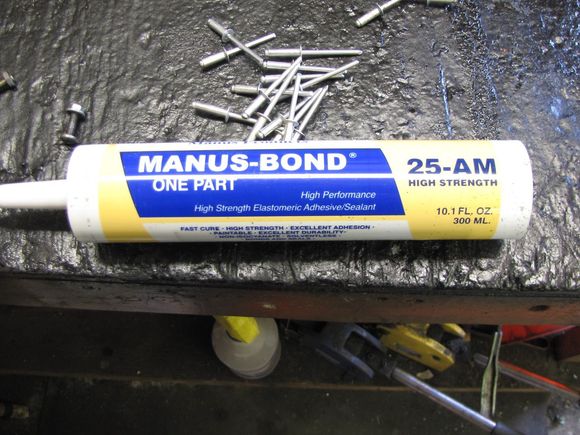 MANUS-BOND®
ONE PART
High Performance
High Strength Elastomeric Adhesive/Sealant
FAST CURE · HIGH STRENGTH · EXCELLENT ADHESION ·
· PAINTABLE · EXCELLENT DURABILITY ·
25-AM
HIGH STRENGTH
10.1 FL. OZ.
300 ML.